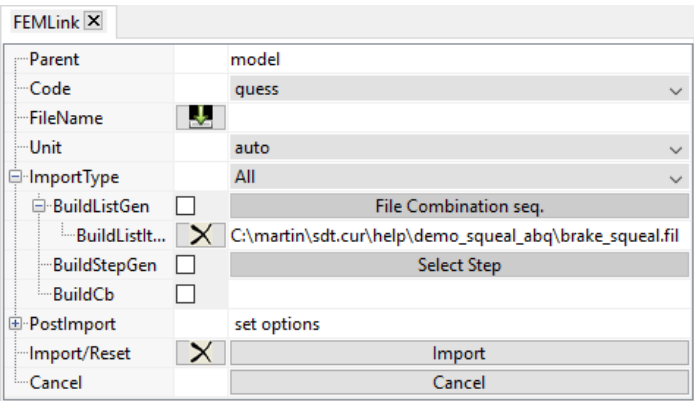 FEMLink
Parent model
Code quess
FileName
Unit auto
ImportType All
BuildListGen File Combination seq.
BuildListIt... C:\martin\sdt.cur\help\demo_squeal_abq\brake_squeal.fil
BuildStepGen Select Step
BuildCb
PostImport set options
Import/Reset Import
Cancel Cancel